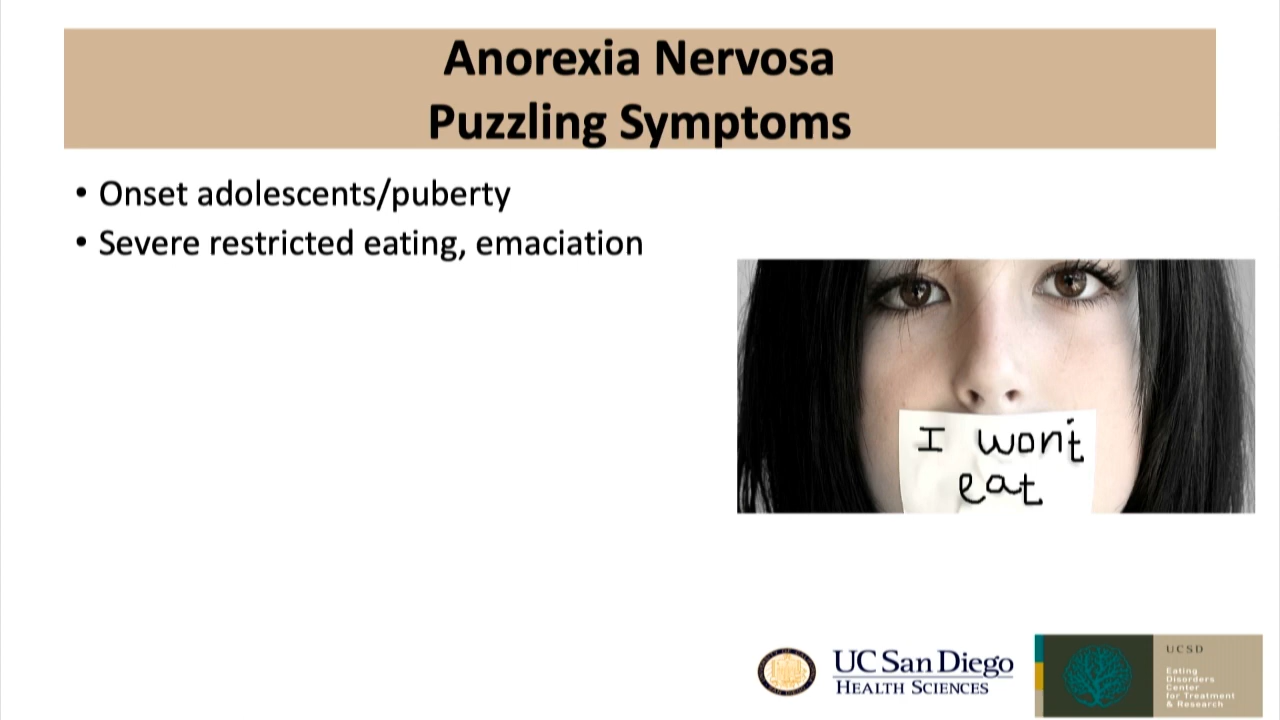 Anorexia Nervosa
Puzzling Symptoms
• Onset adolescents/puberty
• Severe restricted eating, emaciation
I won't
eat
UC San Diego
HEALTH SCIENCES
UCSD
Eating
Disorders
Center
for Treatment
& Research